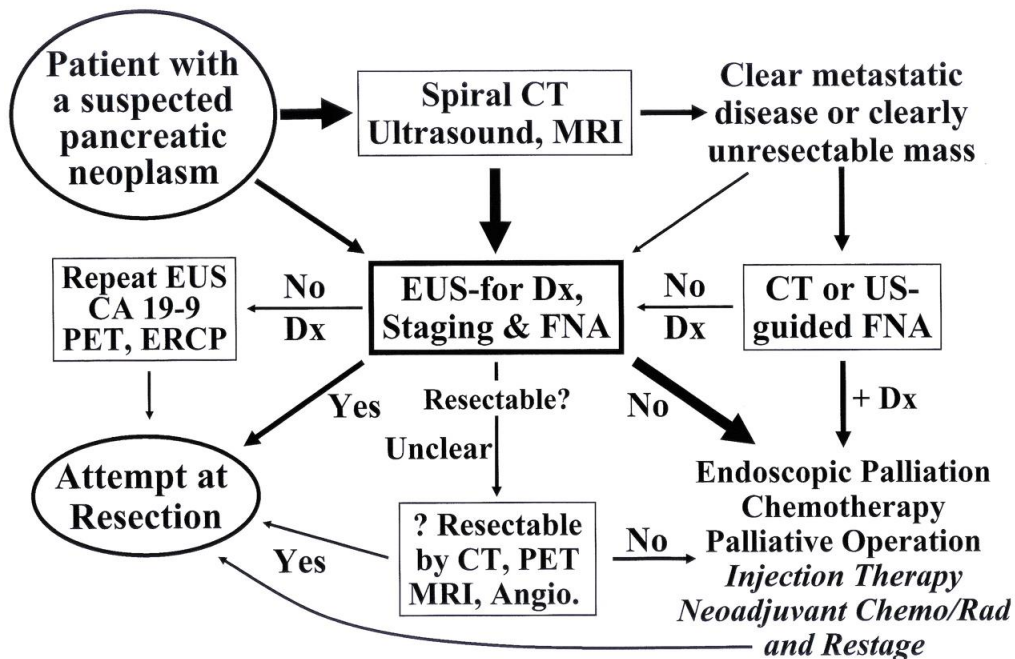 Patient with
a suspected
pancreatic
neoplasm
Spiral CT
Ultrasound, MRI
Clear metastatic
disease or clearly
unresectable mass
Repeat EUS
CA 19-9
PET, ERCP
No
Dx
EUS-for Dx,
Staging & FNA
No
Dx
CT or US-
guided FNA
Yes
Resectable?
No
+ Dx
Unclear
Attempt at
Resection
Yes
? Resectable
by CT, PET
MRI, Angio.
No
Endoscopic Palliation
Chemotherapy
Palliative Operation
Injection Therapy
Neoadjuvant Chemo/Rad
and Restage